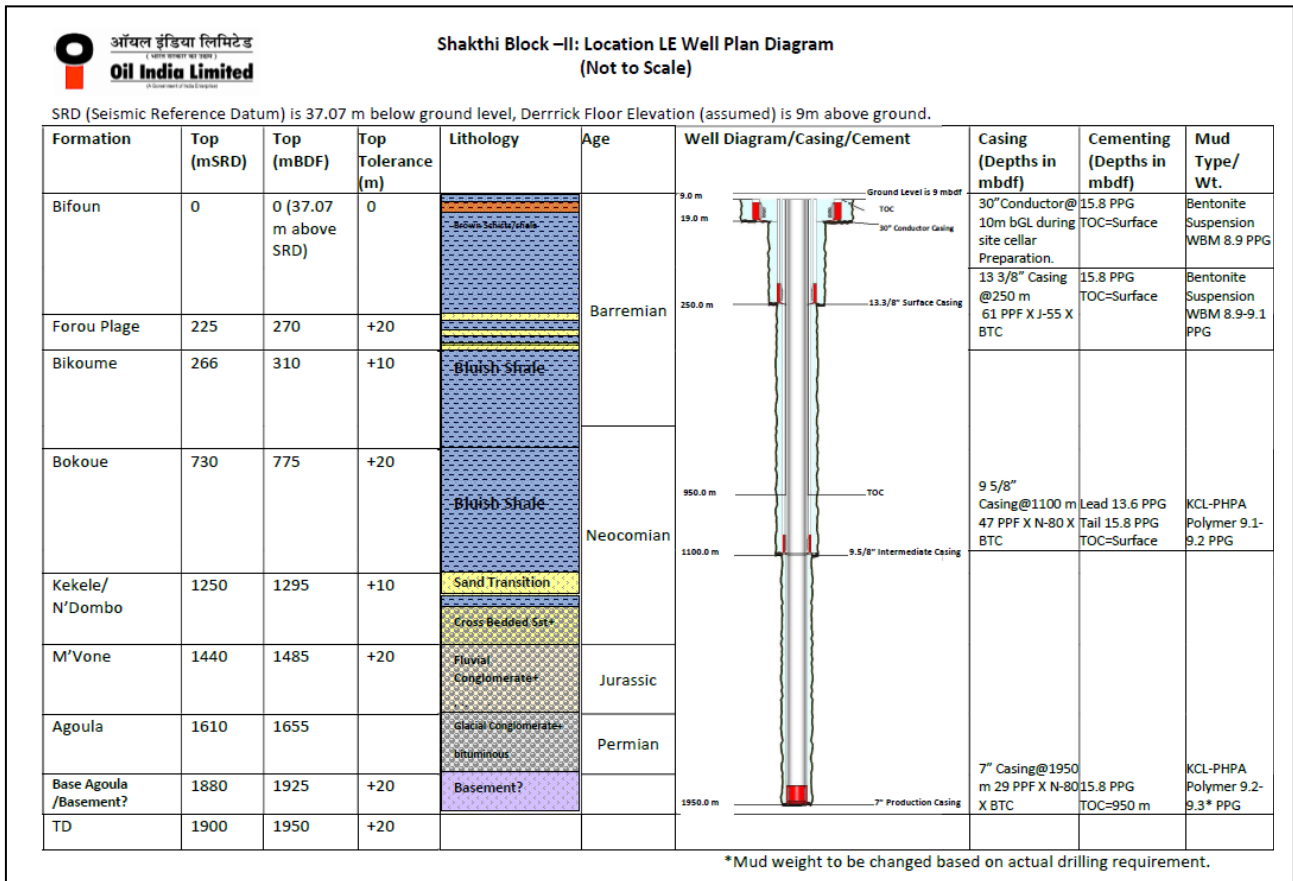 ऑयल इंडिया लिमिटेड
( भारत सरकार का उद्यम )
Oil India Limited
(A Government of India Enterprise)
Shakthi Block –II: Location LE Well Plan Diagram
(Not to Scale)
SRD (Seismic Reference Datum) is 37.07 m below ground level, Derrrick Floor Elevation (assumed) is 9m above ground.
Formation
Top
(mSRD)
Top
(mBDF)
Top
Tolerance
(m)
Lithology
Age
Well Diagram/Casing/Cement
Casing
(Depths in
mbdf)
Cementing
(Depths in
mbdf)
Mud
Type/
Wt.
Bifoun
0
0 (37.07
m above
SRD)
0
Brown Schists/shale
Forou Plage
225
270
+20
Bikoume
266
310
+10
Bluish Shale
Barremian
Bokoue
730
775
+20
Bluish Shale
Neocomian
Kekele/
N’Dombo
1250
1295
+10
Sand Transition
Cross Bedded Sst+
M’Vone
1440
1485
+20
Fluvial
Conglomerate+
Jurassic
Agoula
1610
1655
Glacial Conglomerate+
bituminous
Permian
Base Agoula
/Basement?
1880
1925
+20
Basement?
TD
1900
1950
+20
9.0 m
Ground Level is 9 mbdf
TOC
19.0 m
30" Conductor Casing
250.0 m
13.3/8" Surface Casing
950.0 m
TOC
1100.0 m
9.5/8" Intermediate Casing
1950.0 m
7" Production Casing
30”Conductor@
10m bGL during
site cellar
Preparation.
15.8 PPG
TOC=Surface
Bentonite
Suspension
WBM 8.9 PPG
13 3/8” Casing
@250 m
61 PPF X J-55 X
BTC
15.8 PPG
TOC=Surface
Bentonite
Suspension
WBM 8.9-9.1
PPG
9 5/8”
Casing@1100 m
47 PPF X N-80 X
BTC
Lead 13.6 PPG
Tail 15.8 PPG
TOC=Surface
KCL-PHPA
Polymer 9.1-
9.2 PPG
7” Casing@1950
m 29 PPF X N-80
X BTC
15.8 PPG
TOC=950 m
KCL-PHPA
Polymer 9.2-
9.3* PPG
*Mud weight to be changed based on actual drilling requirement.